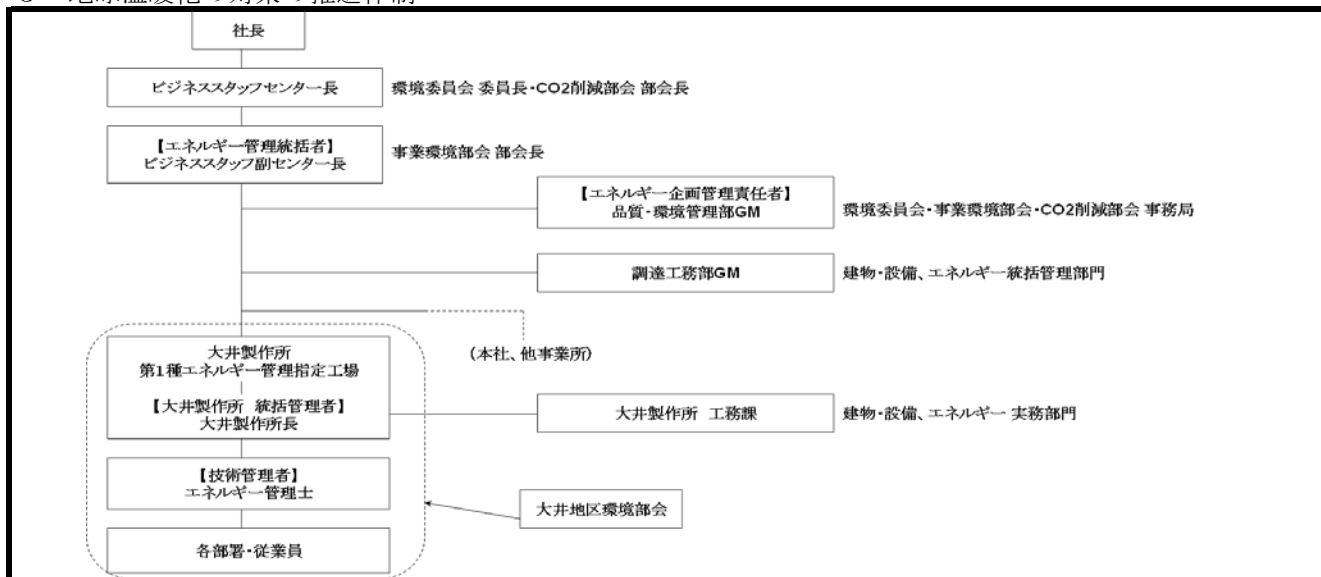 社長
ビジネススタッフセンター長
環境委員会 委員長・CO2削減部会 部会長
【エネルギー管理統括者】
ビジネススタッフ副センター長
事業環境部会 部会長
【エネルギー企画管理責任者】
品質・環境管理部GM
環境委員会・事業環境部会・CO2削減部会 事務局
調達工務部GM
建物・設備、エネルギー統括管理部門
(本社、他事業所)
大井製作所
第1種エネルギー管理指定工場
【大井製作所 統括管理者】
大井製作所長
大井製作所 工務課
建物・設備、エネルギー 実務部門
【技術管理者】
エネルギー管理士
大井地区環境部会
各部署・従業員